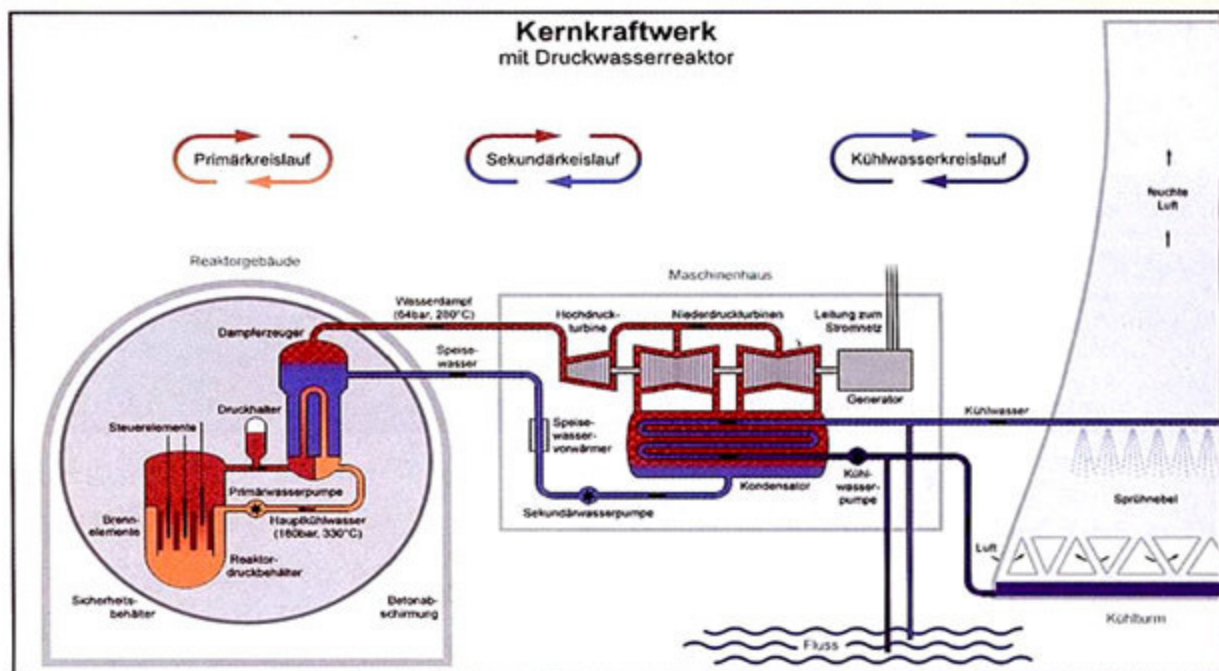 Kernkraftwerk
mit Druckwasserreaktor
Primärkreislauf
Sekundärkeislauf
Kühlwasserkreislauf
feuchte
Luft
Reaktorgebäude
Maschinenhaus
Wasserdampf
(64bar, 280°C)
Hochdruck-
turbine
Niederdruckturbinen
Leitung zum
Stromnetz
Dampferzeuger
Speise-
wasser
Generator
Druckhalter
Steuerelemente
Speise-
wasser-
vorwärmer
Kühlwasser
Primärwasserpumpe
Kondensator
Kühl-
wasser-
pumpe
Sprühnebel
Sekundärwasserpumpe
Brenn-
elemente
Hauptkühlwasser
(160bar, 330°C)
Luft
Reaktor-
druckbehälter
Sicherheits-
behälter
Betonab-
schirmung
Fluss
Kühlturm